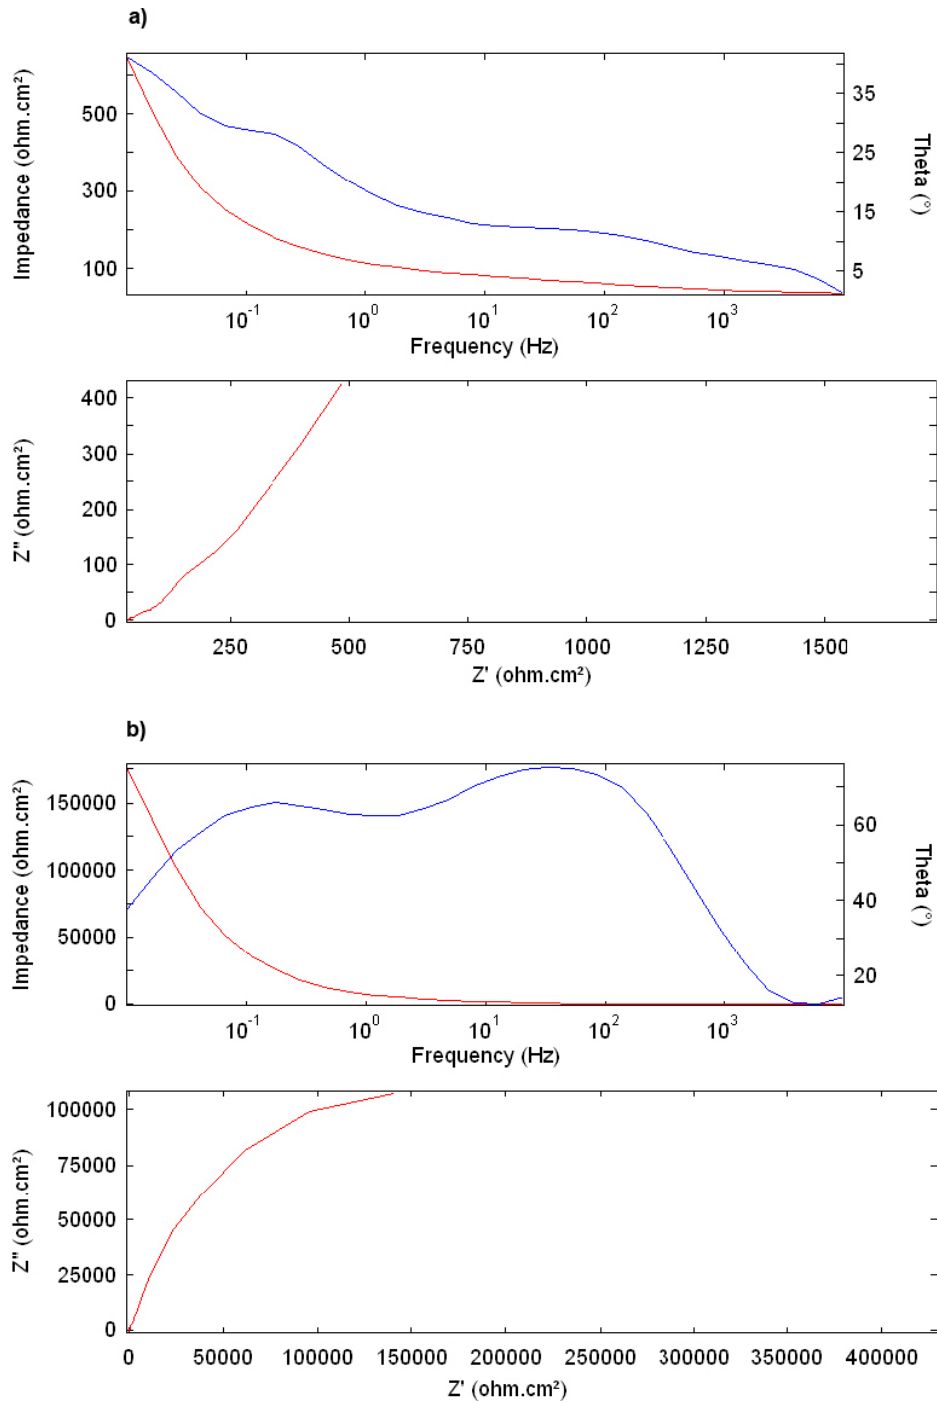 a)
Impedance (ohm.cm²)
500
300
100
35
25
15
5
Theta (°)
10⁻¹ 10⁰ 10¹ 10² 10³
Frequency (Hz)
Z'' (ohm.cm²)
400
300
200
100
0
250 500 750 1000 1250 1500
Z' (ohm.cm²)
b)
Impedance (ohm.cm²)
150000
100000
50000
0
60
40
20
Theta (°)
10⁻¹ 10⁰ 10¹ 10² 10³
Frequency (Hz)
Z'' (ohm.cm²)
100000
75000
50000
25000
0
0 50000 100000 150000 200000 250000 300000 350000 400000
Z' (ohm.cm²)